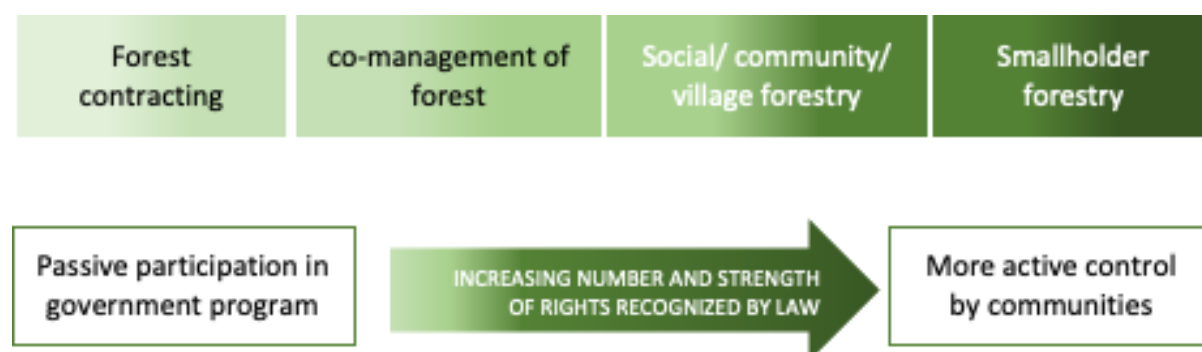 Forest
contracting
co-management of
forest
Social/ community/
village forestry
Smallholder
forestry
Passive participation in
government program
INCREASING NUMBER AND STRENGTH
OF RIGHTS RECOGNIZED BY LAW
More active control
by communities